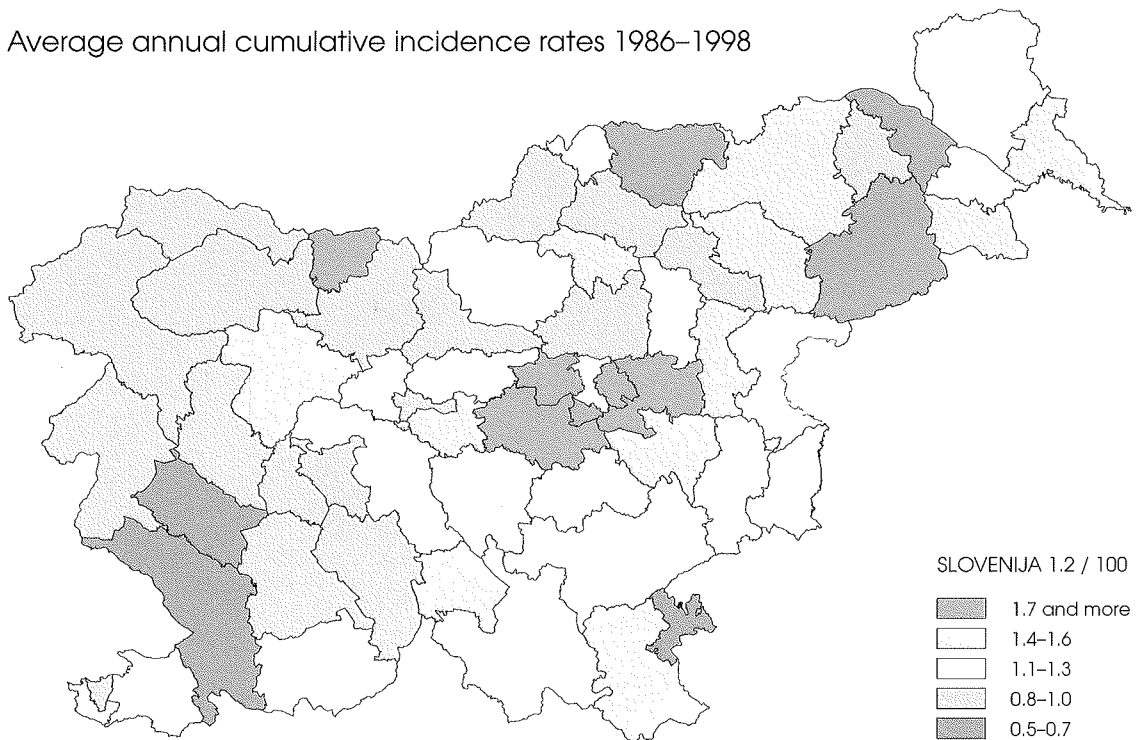 Average annual cumulative incidence rates 1986–1998
SLOVENIJA 1.2 / 100
1.7 and more
1.4–1.6
1.1–1.3
0.8–1.0
0.5–0.7